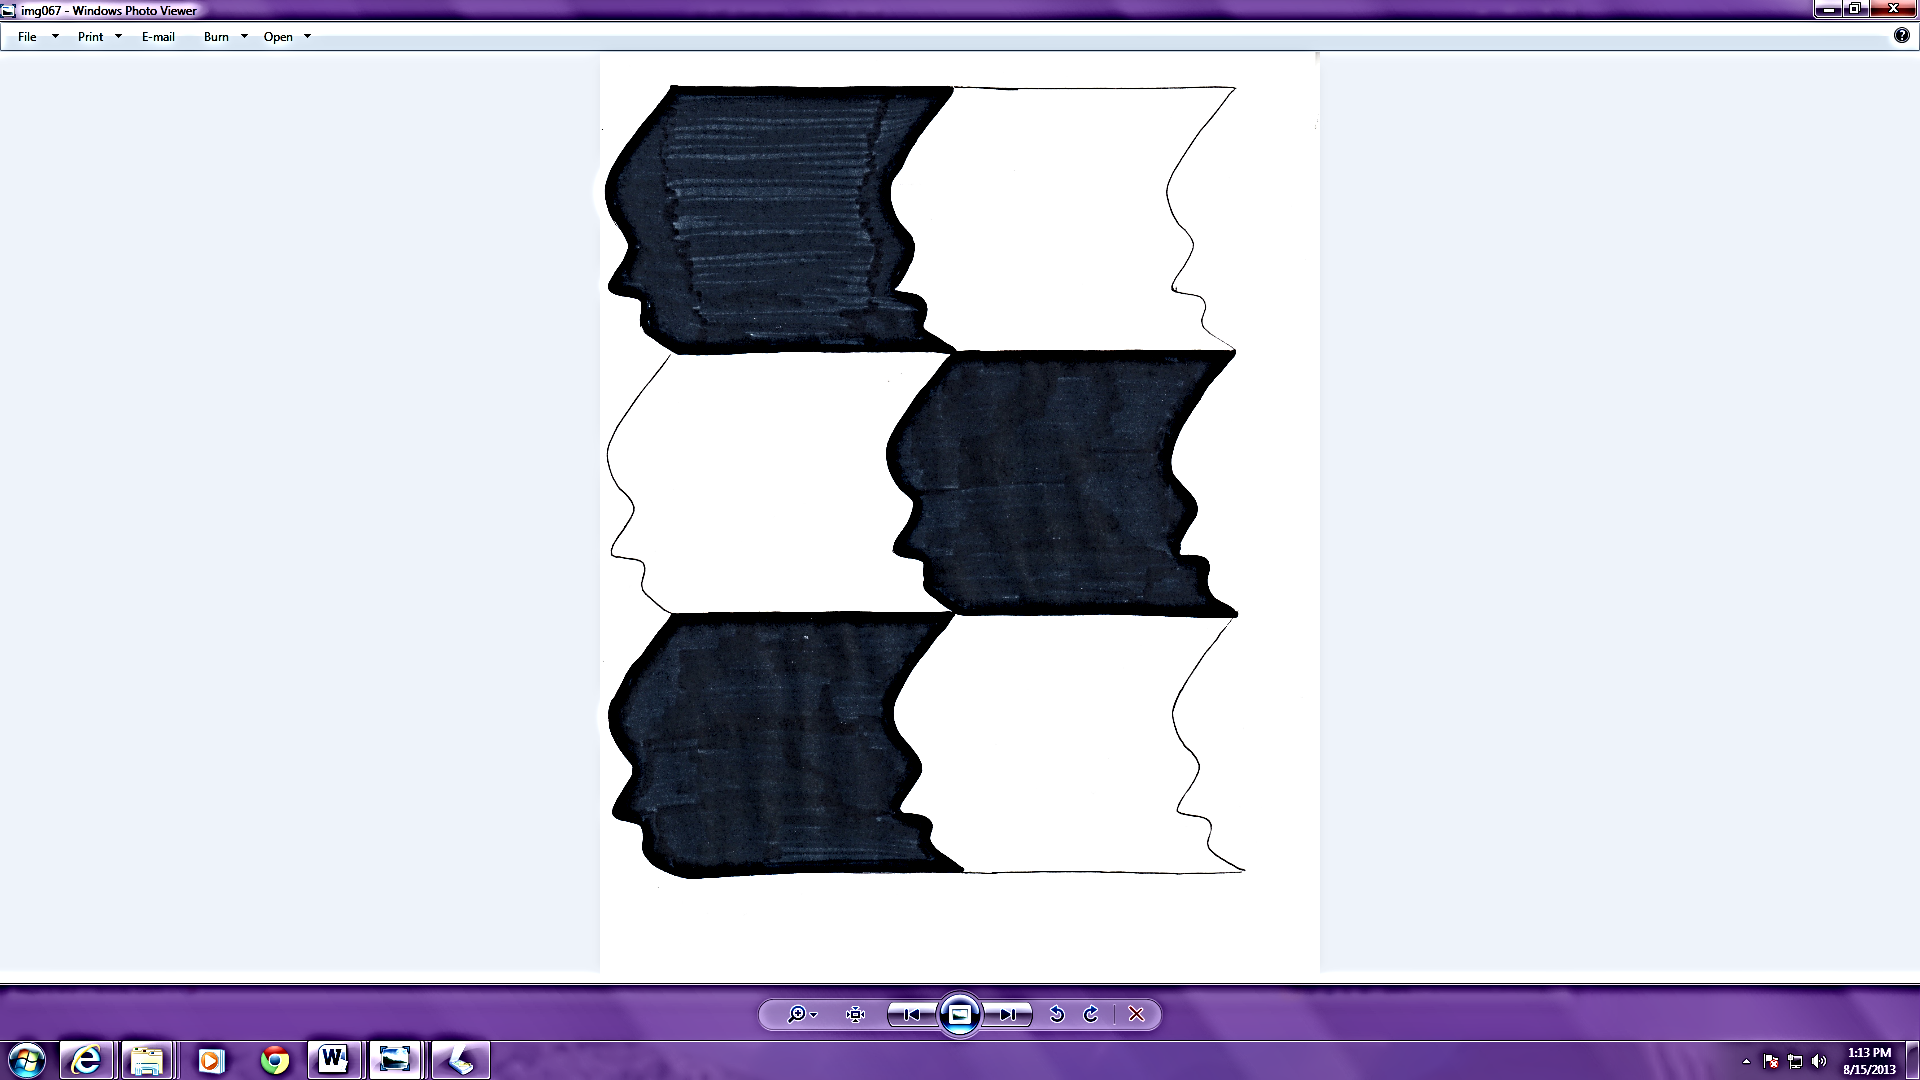 img067 - Windows Photo Viewer
File Print E-mail Burn Open
1:13 PM
8/15/2013